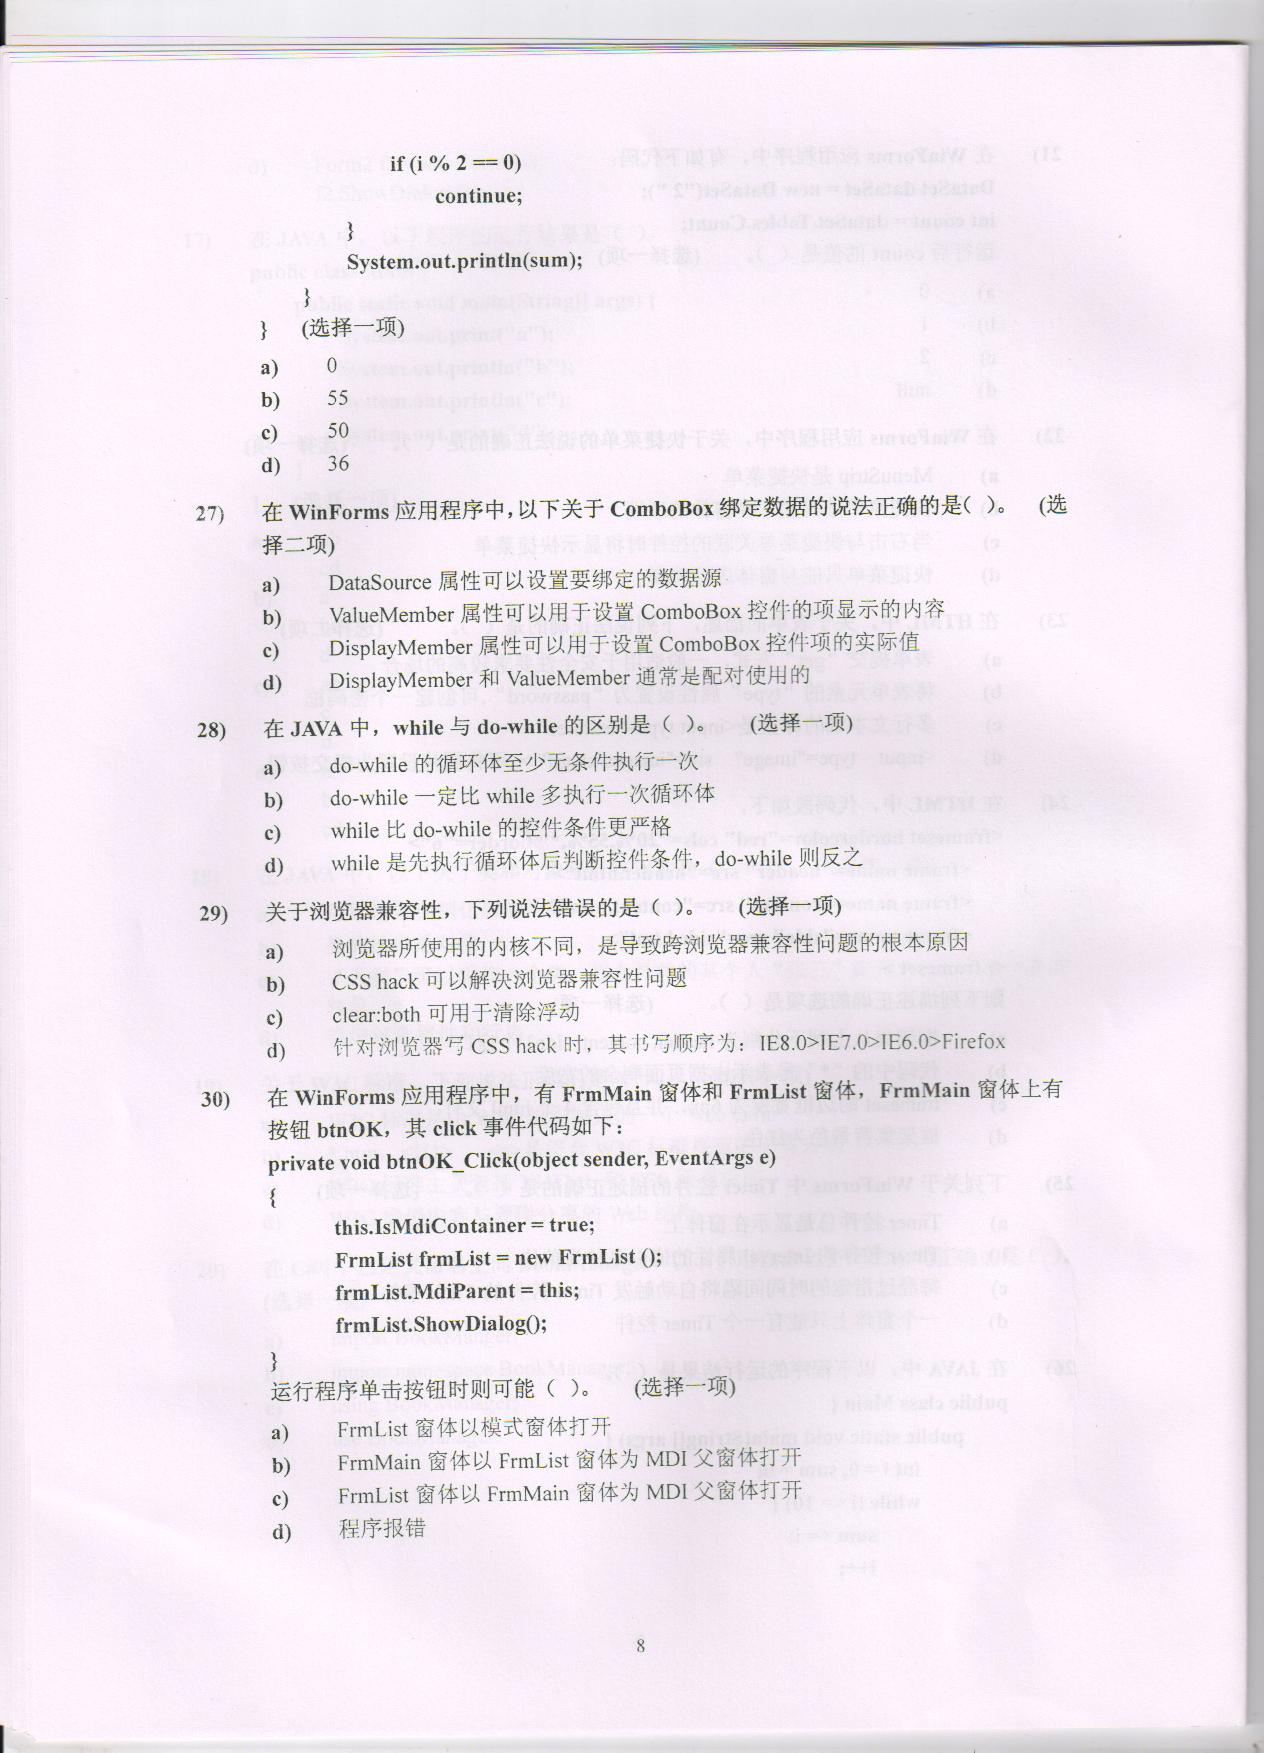 if (i % 2 == 0)
continue;
}
System.out.println(sum);
}
} (选择一项)
a) 0
b) 55
c) 50
d) 36
27) 在 WinForms 应用程序中,以下关于 ComboBox 绑定数据的说法正确的是( )。 (选
择二项)
a) DataSource 属性可以设置要绑定的数据源
b) ValueMember 属性可以用于设置 ComboBox 控件的项显示的内容
c) DisplayMember 属性可以用于设置 ComboBox 控件项的实际值
d) DisplayMember 和 ValueMember 通常是配对使用的
28) 在 JAVA 中，while 与 do-while 的区别是（ ）。 (选择一项)
a) do-while 的循环体至少无条件执行一次
b) do-while 一定比 while 多执行一次循环体
c) while 比 do-while 的控件条件更严格
d) while 是先执行循环体后判断控件条件，do-while 则反之
29) 关于浏览器兼容性，下列说法错误的是（ ）。 (选择一项)
a) 浏览器所使用的内核不同，是导致跨浏览器兼容性问题的根本原因
b) CSS hack 可以解决浏览器兼容性问题
c) clear:both 可用于清除浮动
d) 针对浏览器写 CSS hack 时，其书写顺序为：IE8.0>IE7.0>IE6.0>Firefox
30) 在 WinForms 应用程序中，有 FrmMain 窗体和 FrmList 窗体，FrmMain 窗体上有
按钮 btnOK，其 click 事件代码如下：
private void btnOK_Click(object sender, EventArgs e)
{
this.IsMdiContainer = true;
FrmList frmList = new FrmList ();
frmList.MdiParent = this;
frmList.ShowDialog();
}
运行程序单击按钮时则可能（ ）。 (选择一项)
a) FrmList 窗体以模式窗体打开
b) FrmMain 窗体以 FrmList 窗体为 MDI 父窗体打开
c) FrmList 窗体以 FrmMain 窗体为 MDI 父窗体打开
d) 程序报错
8